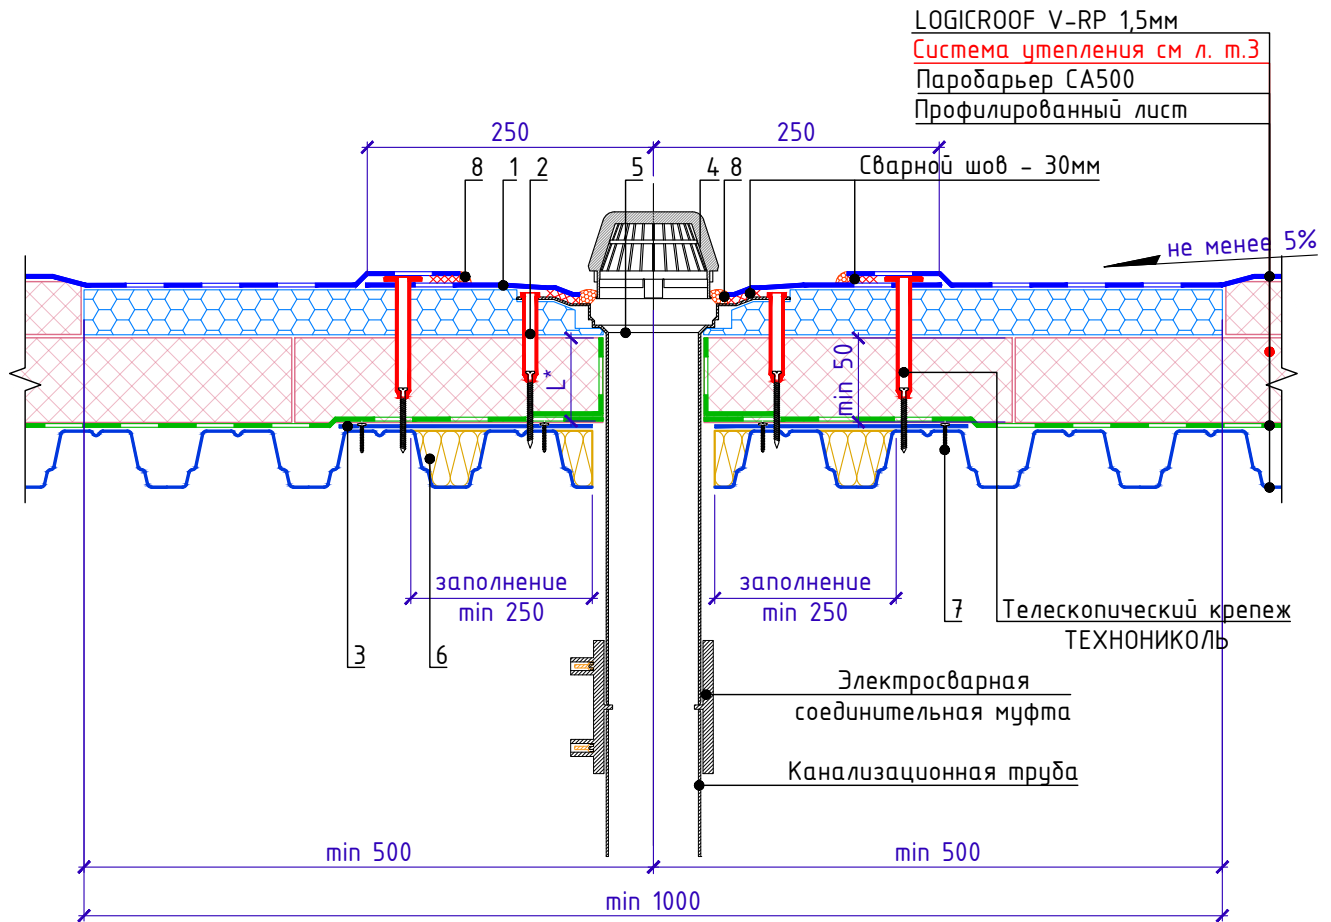 LOGICROOF V-RP 1,5мм
Система утепления см л. т.3
Паробарьер СА500
Профилированный лист
250
250
8
1
2
5
4
8
Сварной шов - 30мм
не менее 5%
L*
min 50
заполнение
min 250
заполнение
min 250
7
Телескопический крепеж
ТЕХНОНИКОЛЬ
3
6
Электросварная
соединительная муфта
Канализационная труба
min 500
min 500
min 1000